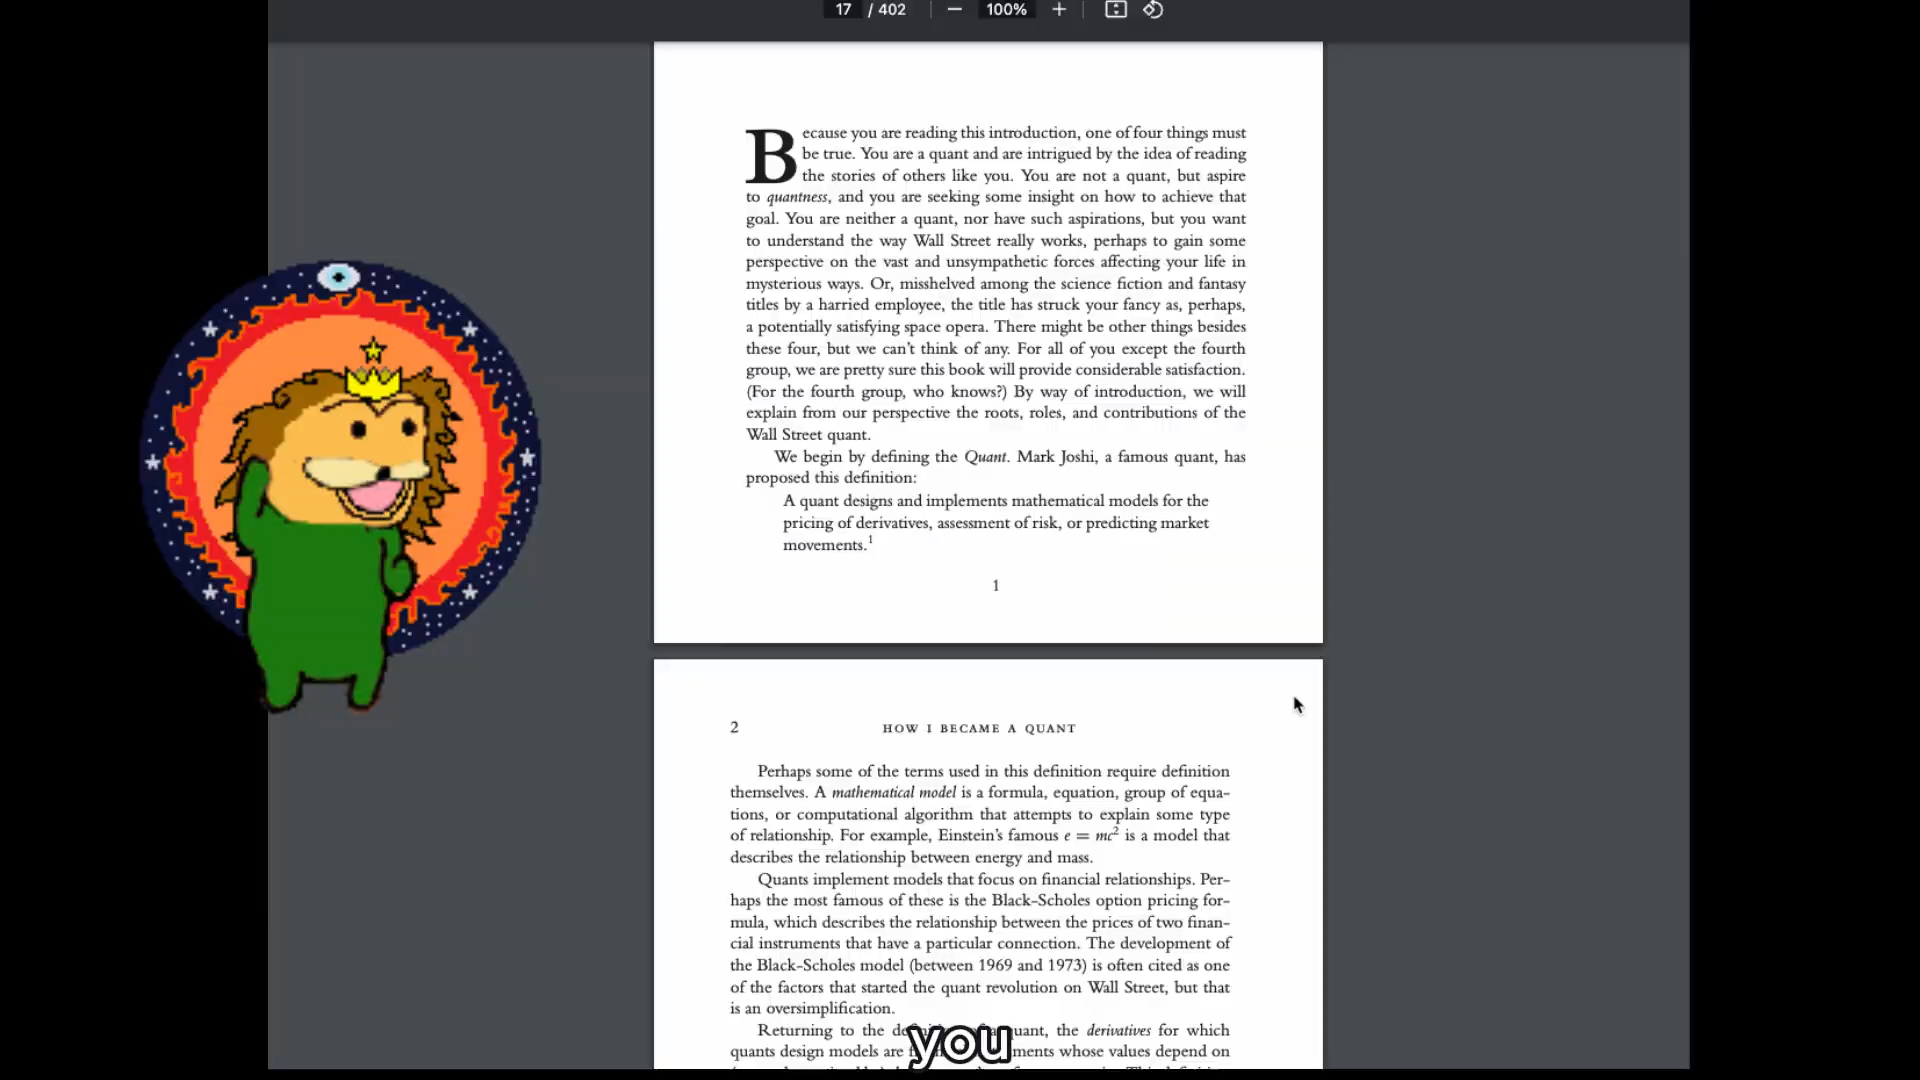 17 / 402 100%
Because you are reading this introduction, one of four things must
be true. You are a quant and are intrigued by the idea of reading
the stories of others like you. You are not a quant, but aspire
to quantness, and you are seeking some insight on how to achieve that
goal. You are neither a quant, nor have such aspirations, but you want
to understand the way Wall Street really works, perhaps to gain some
perspective on the vast and unsympathetic forces affecting your life in
mysterious ways. Or, misshelved among the science fiction and fantasy
titles by a harried employee, the title has struck your fancy as, perhaps,
a potentially satisfying space opera. There might be other things besides
these four, but we can't think of any. For all of you except the fourth
group, we are pretty sure this book will provide considerable satisfaction.
(For the fourth group, who knows?) By way of introduction, we will
explain from our perspective the roots, roles, and contributions of the
Wall Street quant.
We begin by defining the Quant. Mark Joshi, a famous quant, has
proposed this definition:
A quant designs and implements mathematical models for the
pricing of derivatives, assessment of risk, or predicting market
movements.1
1
2 HOW I BECAME A QUANT
Perhaps some of the terms used in this definition require definition
themselves. A mathematical model is a formula, equation, group of equa-
tions, or computational algorithm that attempts to explain some type
of relationship. For example, Einstein's famous e = mc² is a model that
describes the relationship between energy and mass.
Quants implement models that focus on financial relationships. Per-
haps the most famous of these is the Black-Scholes option pricing for-
mula, which describes the relationship between the prices of two finan-
cial instruments that have a particular connection. The development of
the Black-Scholes model (between 1969 and 1973) is often cited as one
of the factors that started the quant revolution on Wall Street, but that
is an oversimplification.
Returning to the quant, the derivatives for which
quants design models are whose values depend on
you